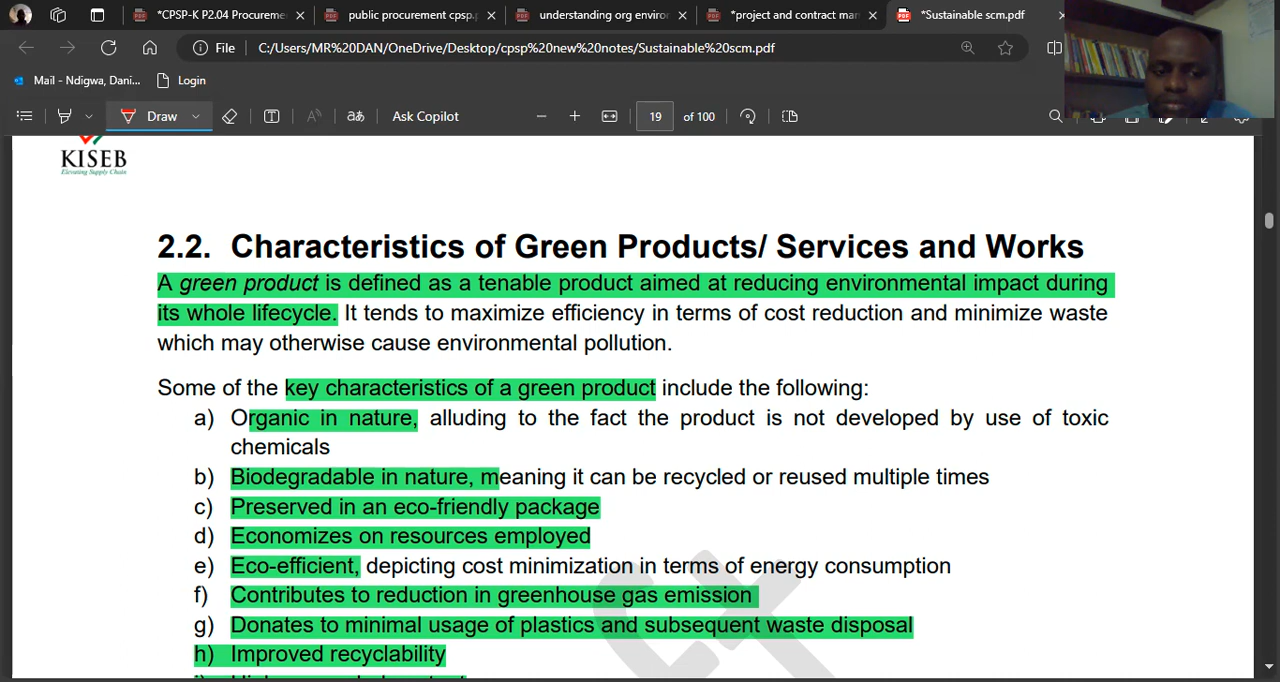 *CPSP-K P2.04 Procureme
public procurement cpsp.
understanding org enviror
*project and contract mar
*Sustainable scm.pdf
File C:/Users/MR%20DAN/OneDrive/Desktop/cpsp%20new%20notes/Sustainable%20scm.pdf
Mail - Ndigwa, Dani... Login
Draw Ask Copilot 19 of 100
KISEB
Elevating Supply Chain
2.2. Characteristics of Green Products/ Services and Works
A green product is defined as a tenable product aimed at reducing environmental impact during
its whole lifecycle. It tends to maximize efficiency in terms of cost reduction and minimize waste
which may otherwise cause environmental pollution.
Some of the key characteristics of a green product include the following:
a) Organic in nature, alluding to the fact the product is not developed by use of toxic
chemicals
b) Biodegradable in nature, meaning it can be recycled or reused multiple times
c) Preserved in an eco-friendly package
d) Economizes on resources employed
e) Eco-efficient, depicting cost minimization in terms of energy consumption
f) Contributes to reduction in greenhouse gas emission
g) Donates to minimal usage of plastics and subsequent waste disposal
h) Improved recyclability